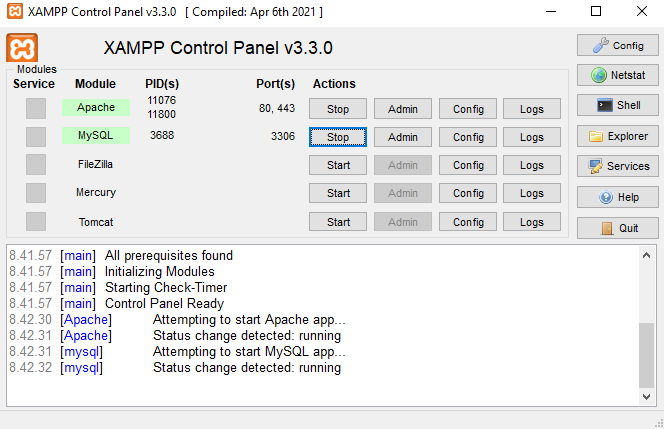 XAMPP Control Panel v3.3.0 [ Compiled: Apr 6th 2021 ]
XAMPP Control Panel v3.3.0
Config
Modules
Service Module PID(s) Port(s) Actions
Netstat
Apache 11076 11800 80, 443 Stop Admin Config Logs
Shell
MySQL 3688 3306 Stop Admin Config Logs
Explorer
FileZilla Start Admin Config Logs
Services
Mercury Start Admin Config Logs
Help
Tomcat Start Admin Config Logs
Quit
8.41.57 [main] All prerequisites found
8.41.57 [main] Initializing Modules
8.41.57 [main] Starting Check-Timer
8.41.57 [main] Control Panel Ready
8.42.30 [Apache] Attempting to start Apache app...
8.42.31 [Apache] Status change detected: running
8.42.31 [mysql] Attempting to start MySQL app...
8.42.32 [mysql] Status change detected: running